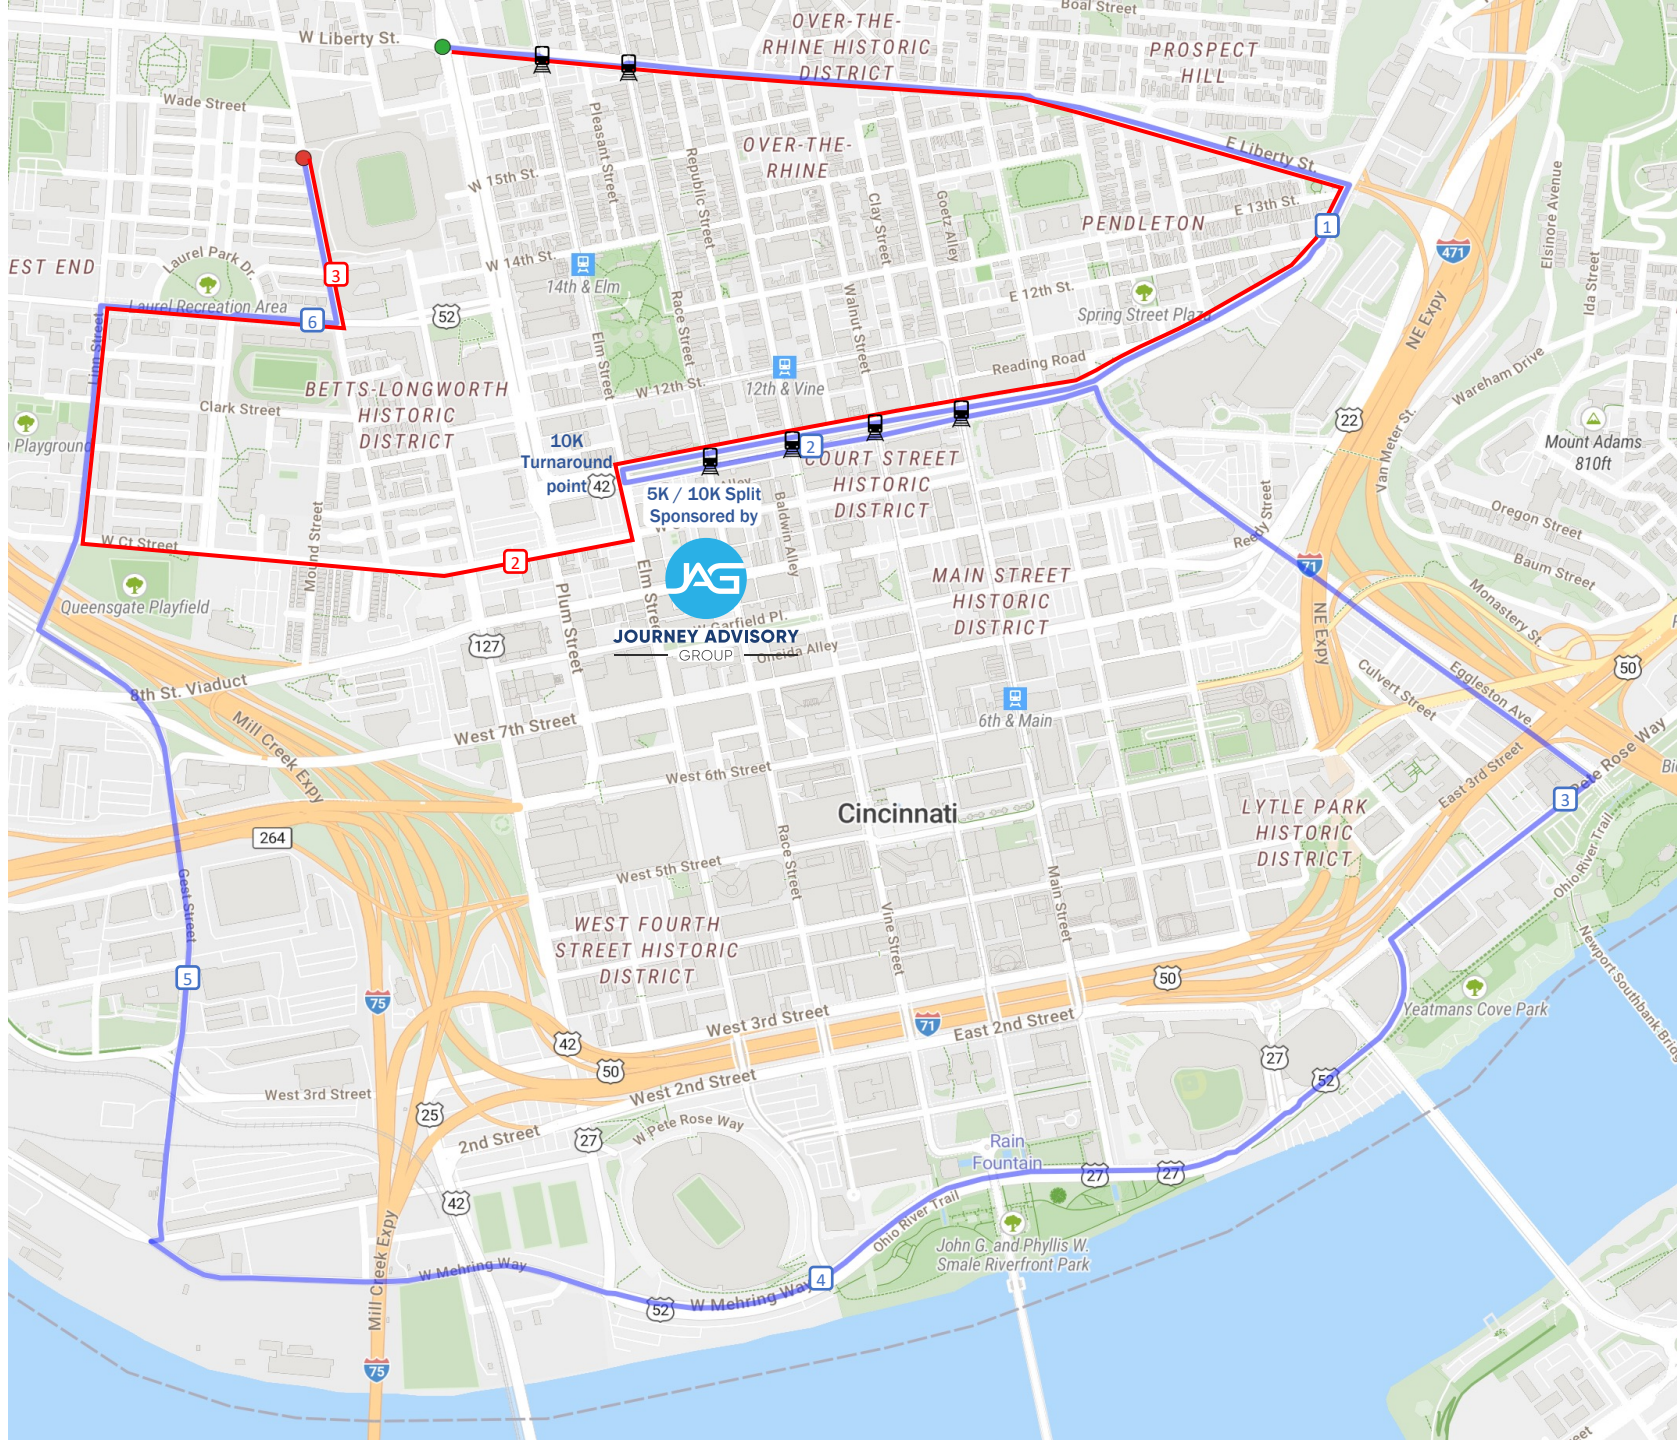 Boal Street
W Liberty St.
OVER-THE-
RHINE HISTORIC
DISTRICT
PROSPECT
HILL
Wade Street
Pleasant Street
OVER-THE-
RHINE
E Liberty St.
W 15th St.
Republic Street
Clay Street
Goetz Alley
PENDLETON
E 13th St.
1
Elsinore Avenue
471
Ida Street
EST END
Laurel Park Dr.
W 14th St.
14th & Elm
3
Laurel Recreation Area
6
52
Race Street
Walnut Street
E 12th St.
Spring Street Plaza
NE Expy
Linn Street
Elm Street
Reading Road
12th & Vine
W 12th St.
Wareham Drive
BETTS-LONGWORTH
HISTORIC
DISTRICT
Clark Street
Playground
22
Van Meter St.
Mount Adams
810ft
10K
Turnaround
point
42
2
COURT STREET
HISTORIC
DISTRICT
Alley
5K / 10K Split
Sponsored by
Baldwin Alley
Reedy Street
Oregon Street
W Ct Street
Mound Street
2
JAG
JOURNEY ADVISORY
GROUP
71
Baum Street
Monastery St.
MAIN STREET
HISTORIC
DISTRICT
Queensgate Playfield
Plum Street
Elm Street
W Garfield Pl.
Oneida Alley
127
NE Expy
50
8th St. Viaduct
Culvert Street
Eggleston Ave.
6th & Main
West 7th Street
Mill Creek Expy
West 6th Street
Pete Rose Way
East 3rd Street
3
Cincinnati
LYTLE PARK
HISTORIC
DISTRICT
264
Race Street
West 5th Street
Main Street
Ohio River Trail
Gest Street
WEST FOURTH
STREET HISTORIC
DISTRICT
Vine Street
Newport Southbank Bridge
5
75
50
Yeatmans Cove Park
West 3rd Street
71
East 2nd Street
42
50
27
52
West 3rd Street
West 2nd Street
25
2nd Street
27
W Pete Rose Way
Rain
Fountain
27
27
42
Ohio River Trail
John G. and Phyllis W.
Smale Riverfront Park
Mill Creek Expy
W Mehring Way
4
52
W Mehring Way
75